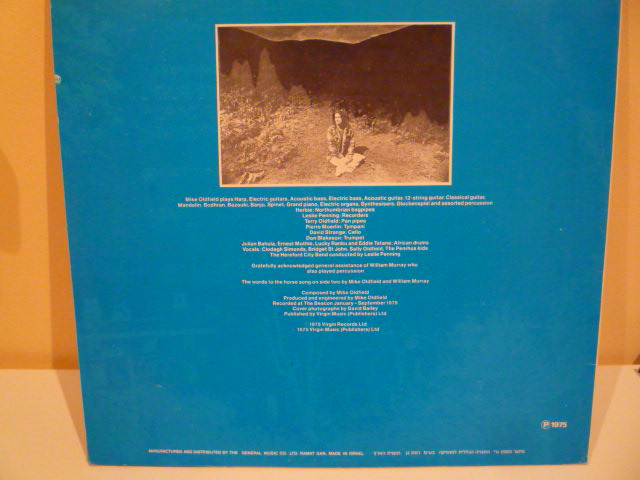 Mike Oldfield plays Harp, Electric guitars, Acoustic bass, Electric bass, Acoustic guitar, 12-string guitar, Classical guitar,
Mandolin, Bodhran, Bazouki, Banjo, Spinet, Grand piano, Electric organs, Synthesisers, Glockenspiel and assorted percussion
Herbie: Northumbrian bagpipes
Leslie Penning: Recorders
Terry Oldfield: Pan pipes
Pierre Moerlin: Tympani
David Strange: Cello
Don Blakeson: Trumpet
Julian Bahula, Ernest Mothle, Lucky Ranku and Eddie Tatane: African drums
Vocals: Clodagh Simonds, Bridget St John, Sally Oldfield, The Penrhos kids
The Hereford City Band conducted by Leslie Penning
Gratefully acknowledged general assistance of William Murray who
also played percussion
The words to the horse song on side two by Mike Oldfield and William Murray
Composed by Mike Oldfield
Produced and engineered by Mike Oldfield
Recorded at The Beacon January - September 1975
Cover photographs by David Bailey
Published by Virgin Music (Publishers) Ltd
1975 Virgin Records Ltd
1975 Virgin Music (Publishers) Ltd
Ⓟ 1975
MANUFACTURED AND DISTRIBUTED BY THE GENERAL MUSIC CO. LTD. RAMAT GAN. MADE IN ISRAEL